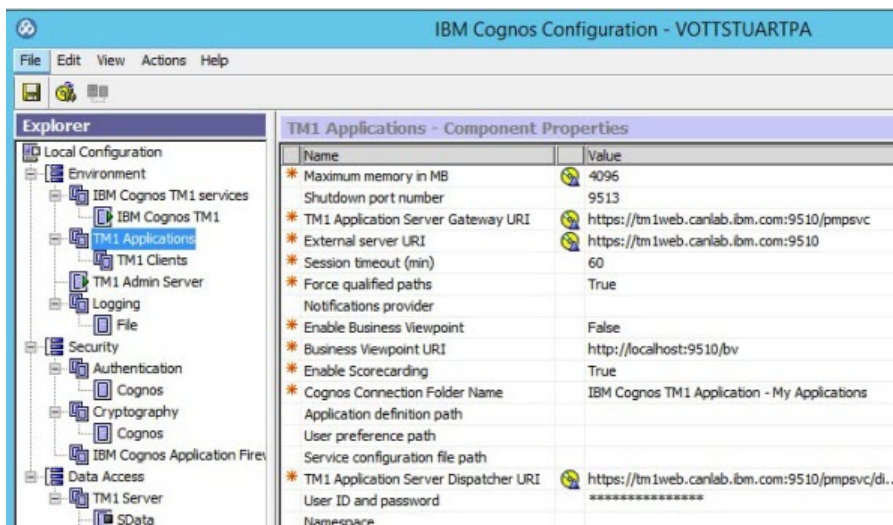 IBM Cognos Configuration - VOTTSTUARTPA
File Edit View Actions Help
Explorer
Local Configuration
Environment
IBM Cognos TM1 services
IBM Cognos TM1
TM1 Applications
TM1 Clients
TM1 Admin Server
Logging
File
Security
Authentication
Cognos
Cryptography
Cognos
IBM Cognos Application Firew
Data Access
TM1 Server
SData
TM1 Applications - Component Properties
Name Value
* Maximum memory in MB 4096
Shutdown port number 9513
* TM1 Application Server Gateway URI https://tm1web.canlab.ibm.com:9510/pmpsvc
* External server URI https://tm1web.canlab.ibm.com:9510
* Session timeout (min) 60
* Force qualified paths True
Notifications provider
* Enable Business Viewpoint False
* Business Viewpoint URI http://localhost:9510/bv
* Enable Scorecarding True
* Cognos Connection Folder Name IBM Cognos TM1 Application - My Applications
Application definition path
User preference path
Service configuration file path
* TM1 Application Server Dispatcher URI https://tm1web.canlab.ibm.com:9510/pmpsvc/di...
User ID and password ***************
Namespace